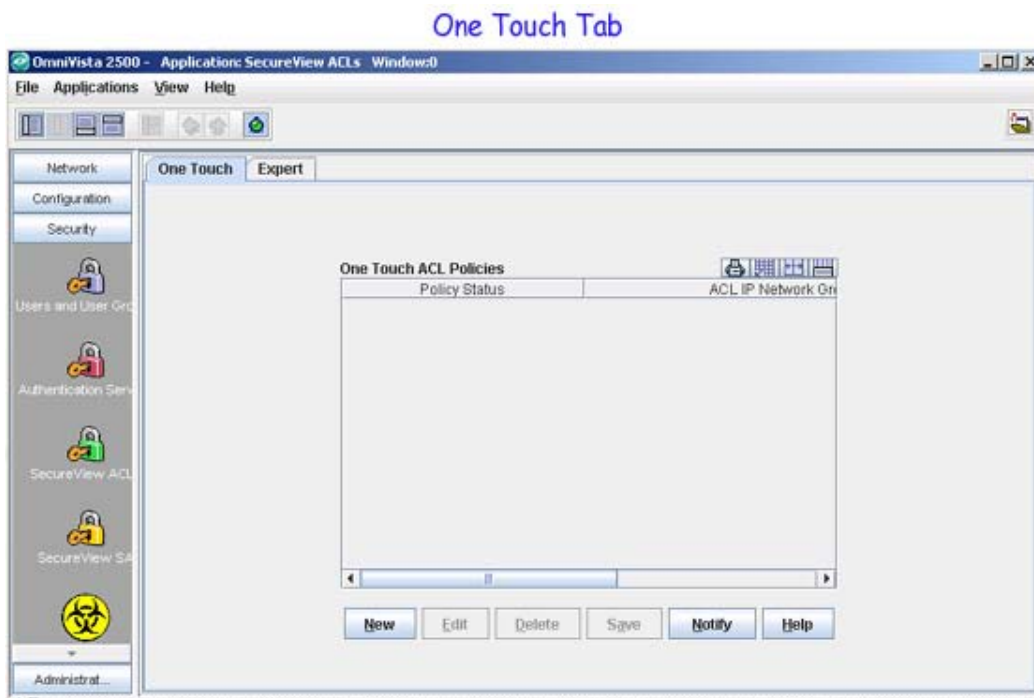 One Touch Tab
OmniVista 2500 - Application: SecureView ACLs Window:0
File Applications View Help
Network
Configuration
Security
Users and User Gro
Authentication Serv
SecureView ACL
SecureView SA
Administrat...
One Touch Expert
One Touch ACL Policies
Policy Status ACL IP Network Gr
New Edit Delete Save Notify Help